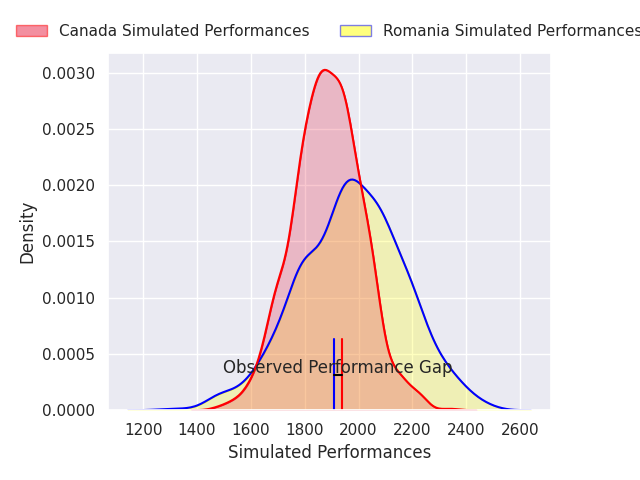 Canada Simulated Performances Romania Simulated Performances
0.0030
0.0025
0.0020
0.0015
0.0010
0.0005
0.0000
Density
Observed Performance Gap
1200 1400 1600 1800 2000 2200 2400 2600
Simulated Performances